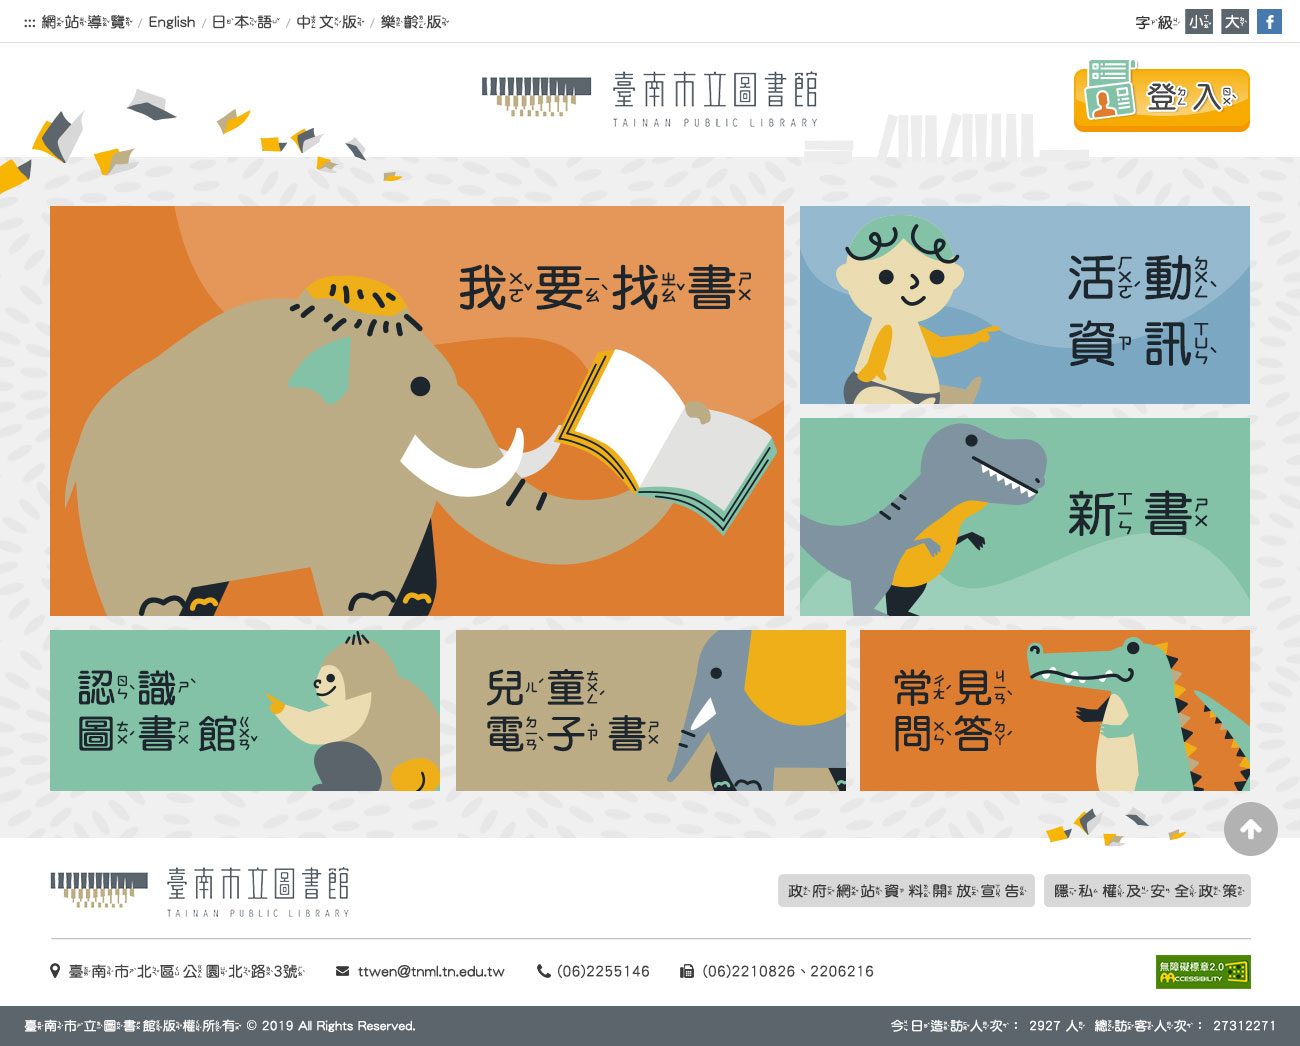 ::: 網站導覽 / English / 日本語 / 中文版 / 樂齡版
字級 小 大 f
臺南市立圖書館
TAINAN PUBLIC LIBRARY
登入
我要找書
活動
資訊
新書
認識
圖書館
兒童
電子書
常見
問答
臺南市立圖書館
TAINAN PUBLIC LIBRARY
政府網站資料開放宣告
隱私權及安全政策
臺南市北區公園北路3號
ttwen@tnml.tn.edu.tw
(06)2255146
(06)2210826、2206216
無障礙標章2.0
AACCESSIBILITY
臺南市立圖書館版權所有 © 2019 All Rights Reserved.
今日造訪人次： 2927 人 總訪客人次： 27312271